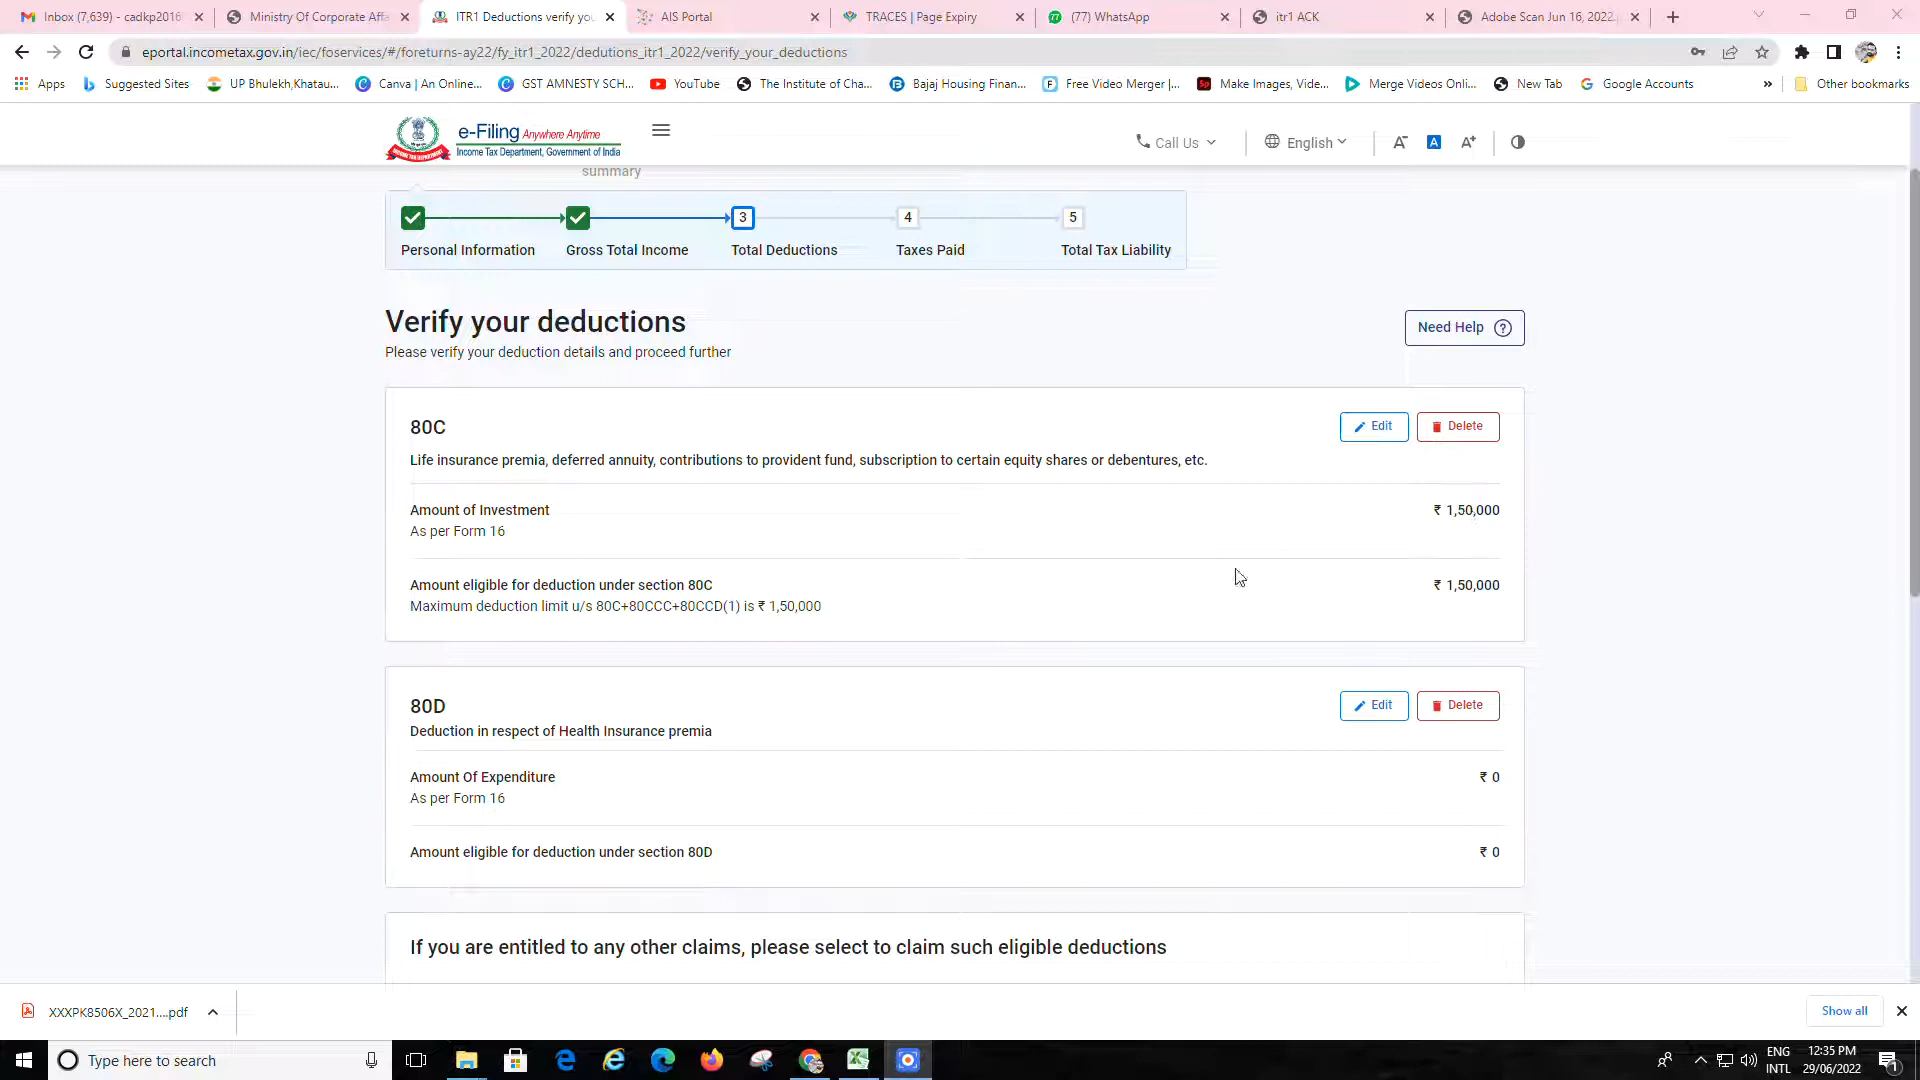 Inbox (7,639) - cadkp2016
Ministry Of Corporate Affa
ITR1 Deductions verify you
AIS Portal
TRACES | Page Expiry
(77) WhatsApp
itr1 ACK
Adobe Scan Jun 16, 2022.
eportal.incometax.gov.in/iec/foservices/#/foreturns-ay22/fy_itr1_2022/dedutions_itr1_2022/verify_your_deductions
Apps
Suggested Sites
UP Bhulekh,Khatau...
Canva | An Online...
GST AMNESTY SCH...
YouTube
The Institute of Cha...
Bajaj Housing Finan...
Free Video Merger |...
Make Images, Vide...
Merge Videos Onli...
New Tab
Google Accounts
»
Other bookmarks
e-Filing Anywhere Anytime
Income Tax Department, Government of India
Call Us
English
A-
A
A+
summary
3
4
5
Personal Information
Gross Total Income
Total Deductions
Taxes Paid
Total Tax Liability
Verify your deductions
Please verify your deduction details and proceed further
Need Help ?
80C
Edit
Delete
Life insurance premia, deferred annuity, contributions to provident fund, subscription to certain equity shares or debentures, etc.
Amount of Investment
₹ 1,50,000
As per Form 16
Amount eligible for deduction under section 80C
₹ 1,50,000
Maximum deduction limit u/s 80C+80CCC+80CCD(1) is ₹ 1,50,000
80D
Edit
Delete
Deduction in respect of Health Insurance premia
Amount Of Expenditure
₹ 0
As per Form 16
Amount eligible for deduction under section 80D
₹ 0
If you are entitled to any other claims, please select to claim such eligible deductions
XXXPK8506X_2021....pdf
Show all
Type here to search
ENG
INTL
12:35 PM
29/06/2022
1